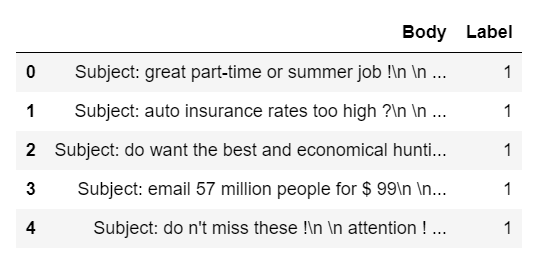 Body Label
0 Subject: great part-time or summer job !\n \n ... 1
1 Subject: auto insurance rates too high ?\n \n ... 1
2 Subject: do want the best and economical hunti... 1
3 Subject: email 57 million people for $ 99\n \n... 1
4 Subject: do n't miss these !\n \n attention ! ... 1